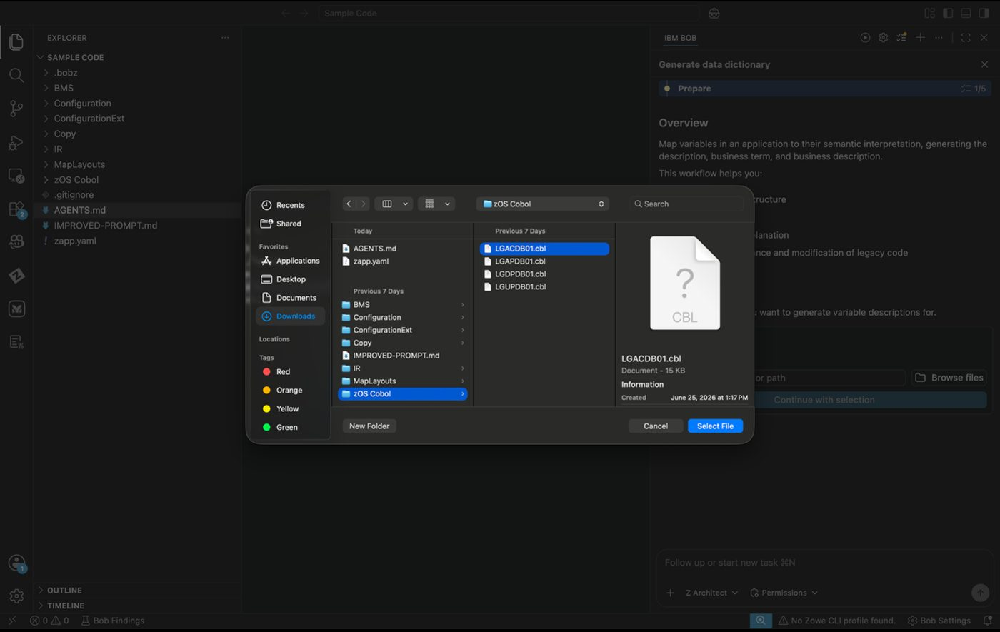 Sample Code
EXPLORER
SAMPLE CODE
.bobz
BMS
Configuration
ConfigurationExt
Copy
IR
MapLayouts
zOS Cobol
.gitignore
AGENTS.md
IMPROVED-PROMPT.md
! zapp.yaml
2
1
OUTLINE
TIMELINE
0 0 Bob Findings
Recents
Shared
Favorites
Applications
Desktop
Documents
Downloads
Locations
Tags
Red
Orange
Yellow
Green
zOS Cobol
Search
Today
AGENTS.md
zapp.yaml
Previous 7 Days
BMS
Configuration
ConfigurationExt
Copy
IMPROVED-PROMPT.md
IR
MapLayouts
zOS Cobol
Previous 7 Days
LGACDB01.cbl
LGAPDB01.cbl
LGDPDB01.cbl
LGUPDB01.cbl
?
CBL
LGACDB01.cbl
Document - 15 KB
Information
Created June 25, 2026 at 1:17 PM
New Folder
Cancel
Select File
IBM BOB
Generate data dictionary
Prepare 1/5
Overview
Map variables in an application to their semantic interpretation, generating the
description, business term, and business description.
This workflow helps you:
tructure
lanation
nce and modification of legacy code
want to generate variable descriptions for.
or path
Browse files
Continue with selection
Follow up or start new task ⌘N
Z Architect
Permissions
No Zowe CLI profile found.
Bob Settings